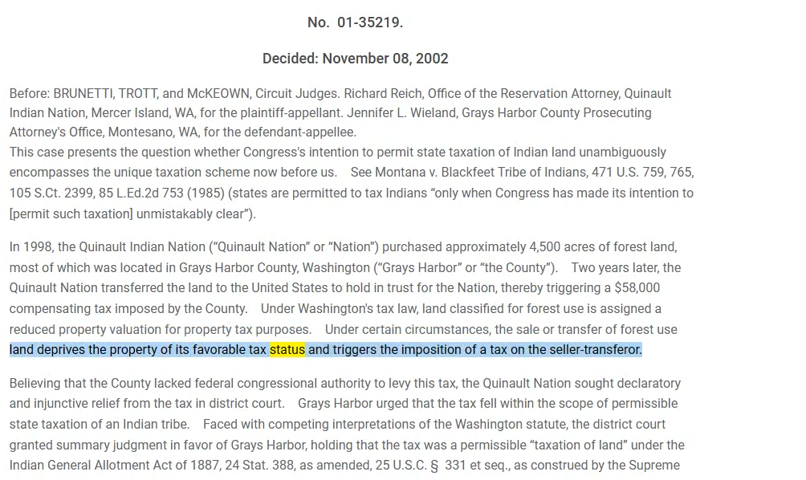 No. 01-35219.
Decided: November 08, 2002
Before: BRUNETTI, TROTT, and McKEOWN, Circuit Judges. Richard Reich, Office of the Reservation Attorney, Quinault
Indian Nation, Mercer Island, WA, for the plaintiff-appellant. Jennifer L. Wieland, Grays Harbor County Prosecuting
Attorney's Office, Montesano, WA, for the defendant-appellee.
This case presents the question whether Congress's intention to permit state taxation of Indian land unambiguously
encompasses the unique taxation scheme now before us. See Montana v. Blackfeet Tribe of Indians, 471 U.S. 759, 765,
105 S.Ct. 2399, 85 L.Ed.2d 753 (1985) (states are permitted to tax Indians “only when Congress has made its intention to
[permit such taxation] unmistakably clear”).
In 1998, the Quinault Indian Nation (“Quinault Nation” or “Nation”) purchased approximately 4,500 acres of forest land,
most of which was located in Grays Harbor County, Washington (“Grays Harbor” or “the County”). Two years later, the
Quinault Nation transferred the land to the United States to hold in trust for the Nation, thereby triggering a $58,000
compensating tax imposed by the County. Under Washington's tax law, land classified for forest use is assigned a
reduced property valuation for property tax purposes. Under certain circumstances, the sale or transfer of forest use
land deprives the property of its favorable tax status and triggers the imposition of a tax on the seller-transferor.
Believing that the County lacked federal congressional authority to levy this tax, the Quinault Nation sought declaratory
and injunctive relief from the tax in district court. Grays Harbor urged that the tax fell within the scope of permissible
state taxation of an Indian tribe. Faced with competing interpretations of the Washington statute, the district court
granted summary judgment in favor of Grays Harbor, holding that the tax was a permissible “taxation of land” under the
Indian General Allotment Act of 1887, 24 Stat. 388, as amended, 25 U.S.C. § 331 et seq., as construed by the Supreme